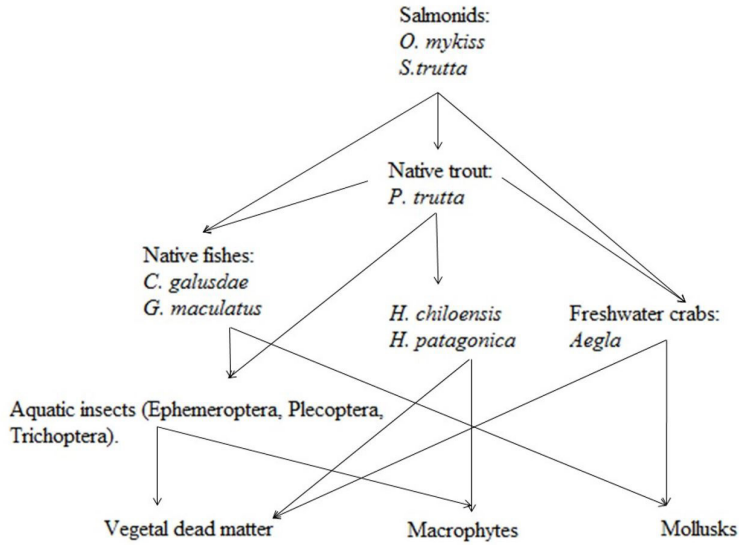 Salmonids:
O. mykiss
S.trutta
Native trout:
P. trutta
Native fishes:
C. galusdae
G. maculatus
H. chiloensis
H. patagonica
Freshwater crabs:
Aegla
Aquatic insects (Ephemeroptera, Plecoptera,
Trichoptera).
Vegetal dead matter
Macrophytes
Mollusks